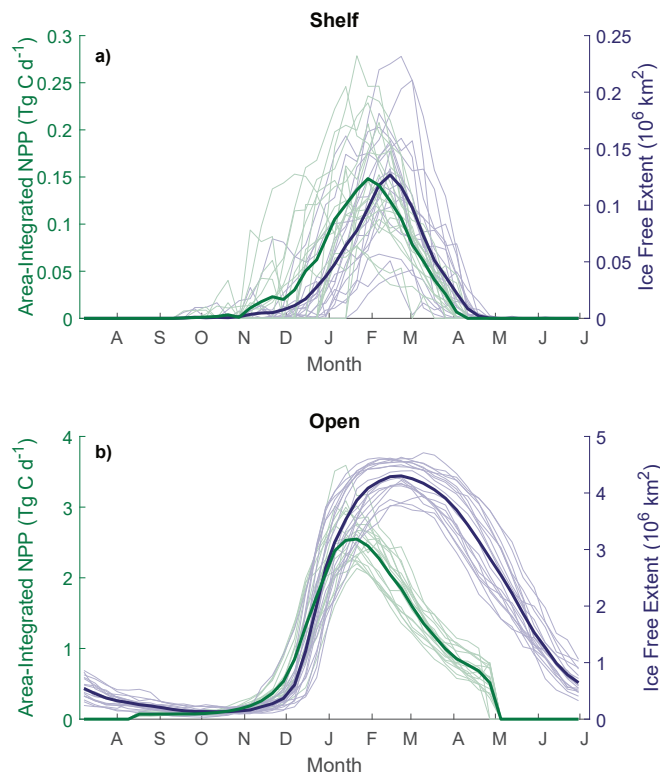 Shelf
a)
0.3
0.25
0.2
0.15
0.1
0.05
0
Area-Integrated NPP (Tg C d⁻¹)
0.25
0.2
0.15
0.1
0.05
0
Ice Free Extent (10⁶ km²)
A S O N D J F M A M J J
Month
Open
b)
4
3
2
1
0
Area-Integrated NPP (Tg C d⁻¹)
5
4
3
2
1
0
Ice Free Extent (10⁶ km²)
A S O N D J F M A M J J
Month